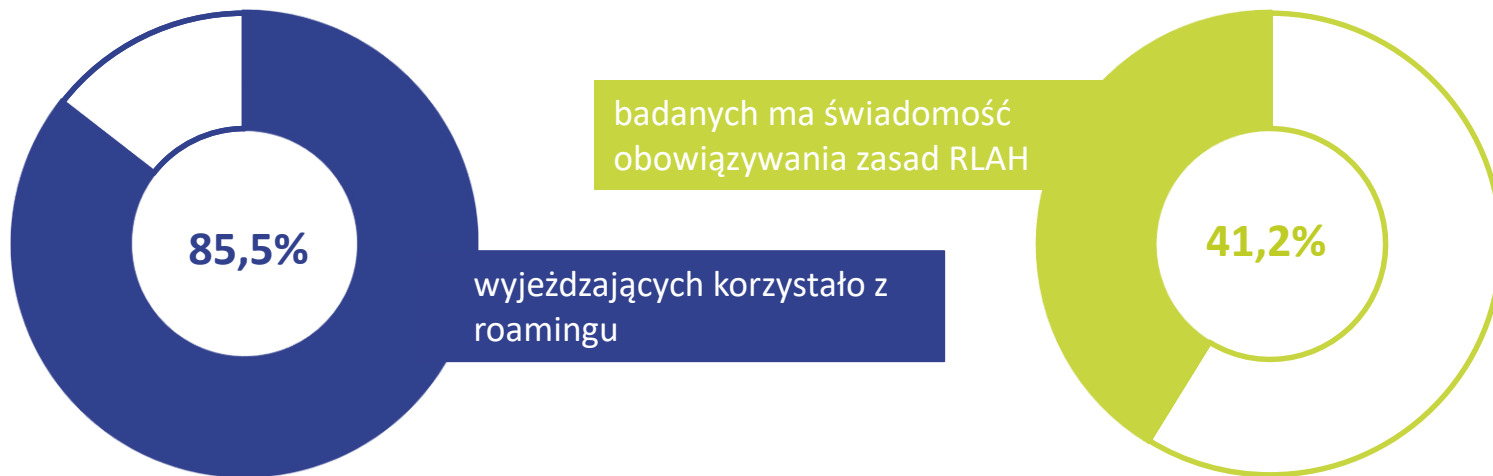 85,5%
wyjeżdzających korzystało z
roamingu
badanych ma świadomość
obowiązywania zasad RLAH
41,2%